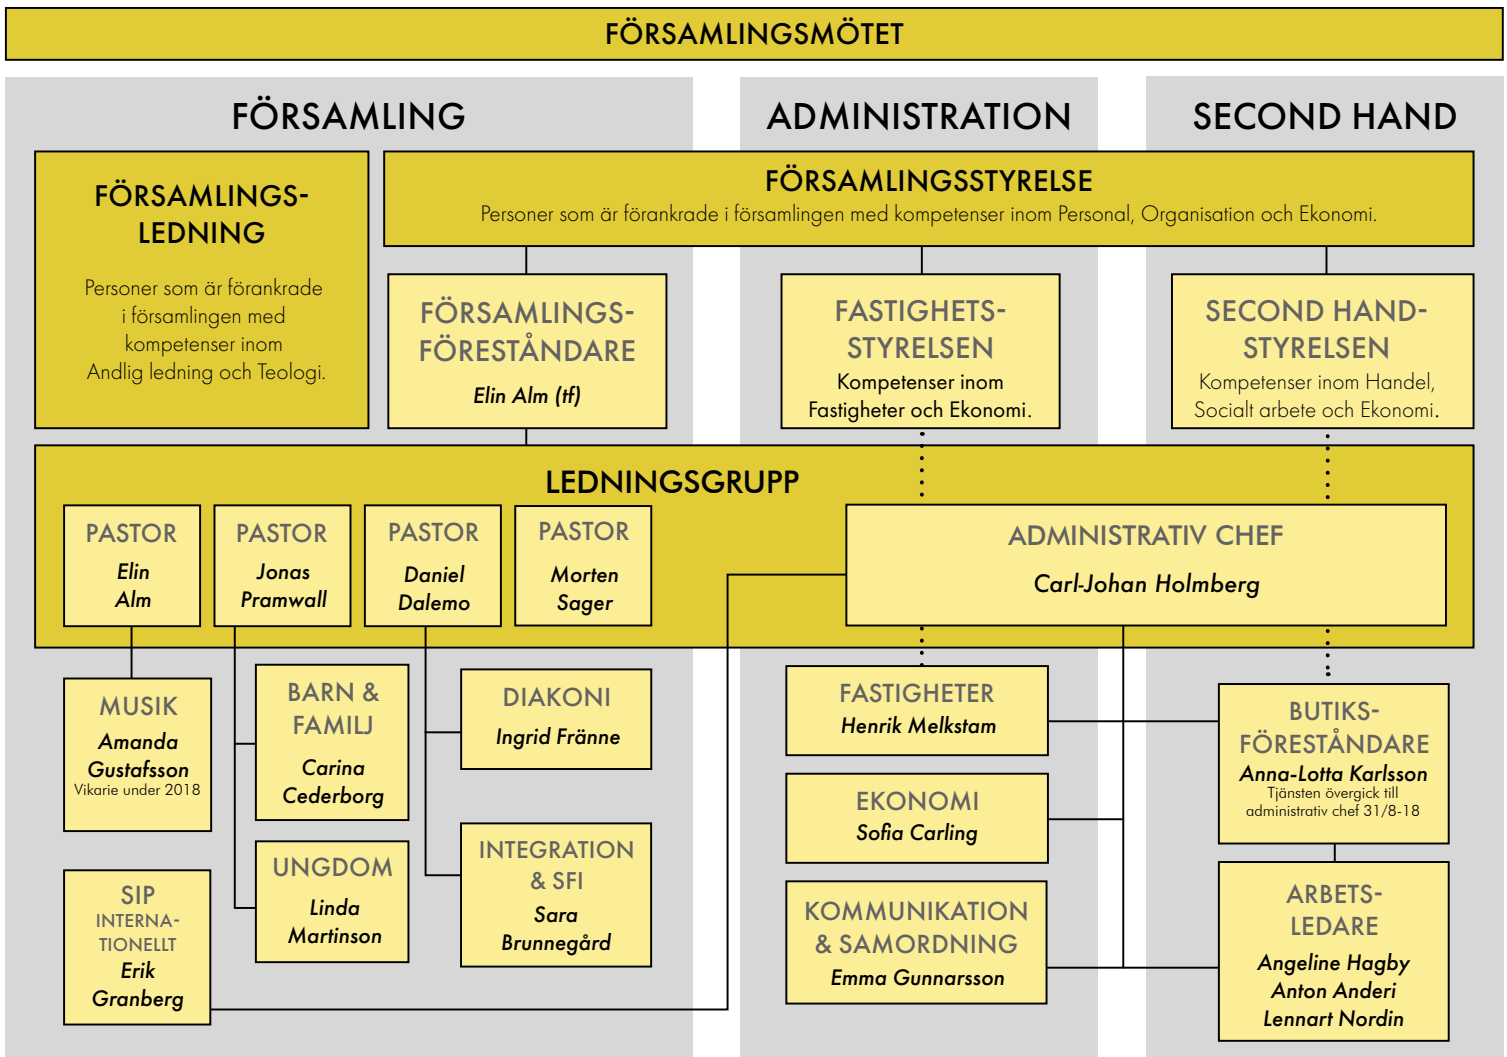 FÖRSAMLINGSMÖTET
FÖRSAMLING
ADMINISTRATION
SECOND HAND
FÖRSAMLINGS-
LEDNING
Personer som är förankrade
i församlingen med
kompetenser inom
Andlig ledning och Teologi.
FÖRSAMLINGSSTYRELSE
Personer som är förankrade i församlingen med kompetenser inom Personal, Organisation och Ekonomi.
FÖRSAMLINGS-
FÖRESTÅNDARE
Elin Alm (tf)
FASTIGHETS-
STYRELSEN
Kompetenser inom
Fastigheter och Ekonomi.
SECOND HAND-
STYRELSEN
Kompetenser inom Handel,
Socialt arbete och Ekonomi.
LEDNINGSGRUPP
PASTOR
Elin
Alm
PASTOR
Jonas
Pramwall
PASTOR
Daniel
Dalemo
PASTOR
Morten
Sager
ADMINISTRATIV CHEF
Carl-Johan Holmberg
MUSIK
Amanda
Gustafsson
Vikarie under 2018
BARN &
FAMILJ
Carina
Cederborg
DIAKONI
Ingrid Fränne
FASTIGHETER
Henrik Melkstam
BUTIKS-
FÖRESTÅNDARE
Anna-Lotta Karlsson
Tjänsten övergick till
administrativ chef 31/8-18
EKONOMI
Sofia Carling
SIP
INTERNA-
TIONELLT
Erik
Granberg
UNGDOM
Linda
Martinson
INTEGRATION
& SFI
Sara
Brunnegård
KOMMUNIKATION
& SAMORDNING
Emma Gunnarsson
ARBETS-
LEDARE
Angeline Hagby
Anton Anderi
Lennart Nordin